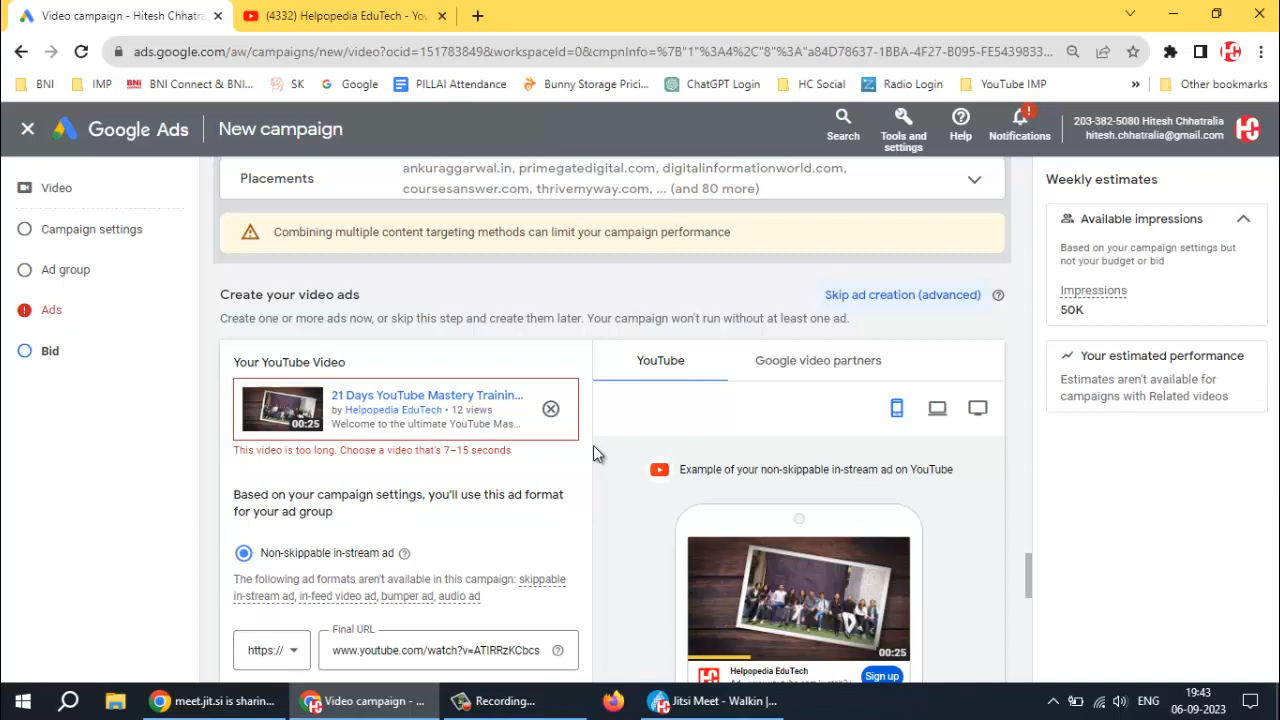 Video campaign - Hitesh Chhatra
(4332) Helpopedia EduTech - Yo
ads.google.com/aw/campaigns/new/video?ocid=151783849&workspaceId=0&cmpnInfo=%7B"1"%3A4%2C"8"%3A"a84D78637-1BBA-4F27-B095-FE5439833...
BNI
IMP
BNI Connect & BNI...
SK
Google
PILLAI Attendance
Bunny Storage Prici...
ChatGPT Login
HC Social
Radio Login
YouTube IMP
»
Other bookmarks
Google Ads
New campaign
Search
Tools and settings
Help
Notifications
203-382-5080 Hitesh Chhatralia
hitesh.chhatralia@gmail.com
Video
Campaign settings
Ad group
Ads
Bid
Placements
ankuraggarwal.in, primegatedigital.com, digitalinformationworld.com,
coursesanswer.com, thrivemyway.com, ... (and 80 more)
Combining multiple content targeting methods can limit your campaign performance
Create your video ads
Skip ad creation (advanced)
Create one or more ads now, or skip this step and create them later. Your campaign won't run without at least one ad.
Your YouTube Video
21 Days YouTube Mastery Trainin...
by Helpopedia EduTech • 12 views
Welcome to the ultimate YouTube Mas...
00:25
This video is too long. Choose a video that's 7–15 seconds
Based on your campaign settings, you'll use this ad format
for your ad group
Non-skippable in-stream ad
The following ad formats aren't available in this campaign: skippable
in-stream ad, in-feed video ad, bumper ad, audio ad
https://
Final URL
www.youtube.com/watch?v=ATIRRzKCbcs
YouTube
Google video partners
Example of your non-skippable in-stream ad on YouTube
00:25
Helpopedia EduTech
Sign up
Weekly estimates
Available impressions
Based on your campaign settings but
not your budget or bid
Impressions
50K
Your estimated performance
Estimates aren't available for
campaigns with Related videos
meet.jit.si is sharin...
Video campaign - ...
Recording...
Jitsi Meet - Walkin |...
ENG
19:43
06-09-2023